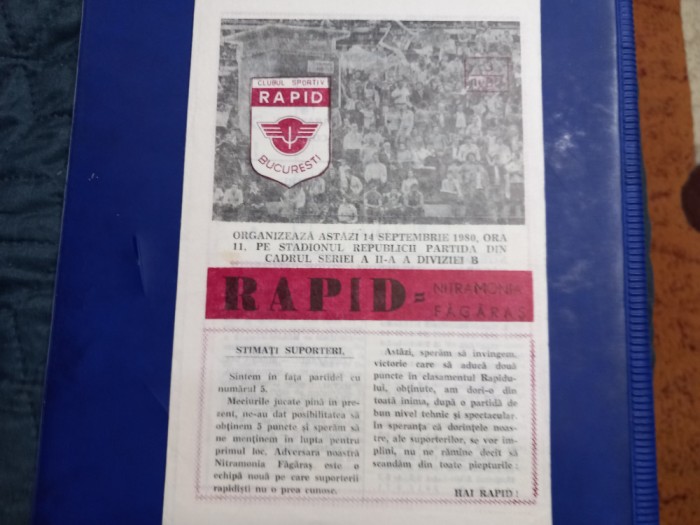 CLUBUL SPORTIV
RAPID
BUCUREȘTI
ORGANIZEAZĂ ASTĂZI 14 SEPTEMBRIE 1980, ORA
11, PE STADIONUL REPUBLICII PARTIDA DIN
CADRUL SERIEI A II-A A DIVIZIEI B
RAPID - NITRAMONIA
FĂGĂRAȘ
STIMAȚI SUPORTERI,
Sîntem în fața partidei cu
numărul 5.
Meciurile jucate pînă în pre-
zent, ne-au dat posibilitatea să
obținem 5 puncte și sperăm să
ne menținem în lupta pentru
primul loc. Adversara noastră
Nitramonia Făgăraș este o
echipă nouă pe care suporterii
rapidiști nu o prea cunosc.
Astăzi, sperăm să învingem,
victorie care să aducă două
puncte în clasamentul Rapidu-
lui, obținute, am dori-o din
toată inima, după o partidă de
bun nivel tehnic și spectacular.
În speranța că dorințele noas-
tre, ale suporterilor, se vor îm-
plini, nu ne rămîne decît să
scandăm din toate piepturile :
HAI RAPID !